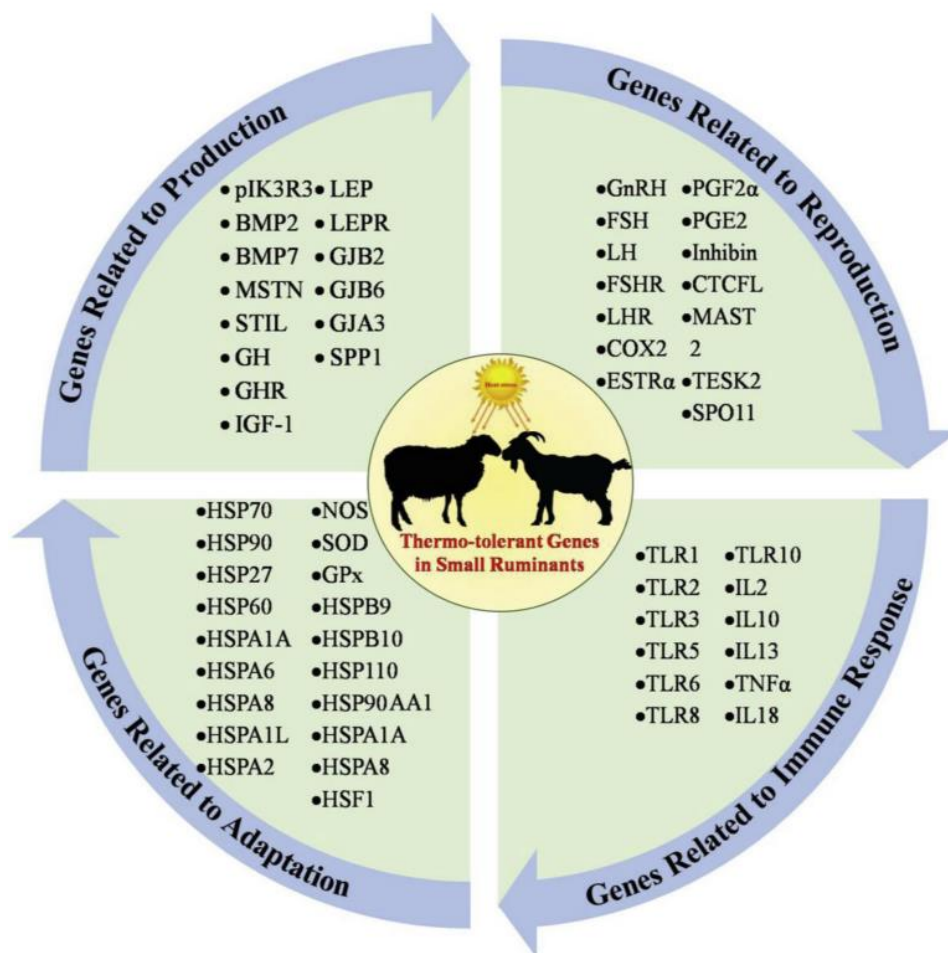 Genes Related to Production
• pIK3R3 • LEP
• BMP2 • LEPR
• BMP7 • GJB2
• MSTN • GJB6
• STIL • GJA3
• GH • SPP1
• GHR
• IGF-1
Genes Related to Reproduction
•GnRH •PGF2α
•FSH •PGE2
•LH •Inhibin
•FSHR •CTCFL
•LHR •MAST
•COX2 2
•ESTRα •TESK2
•SPO11
Heat stress
Thermo-tolerant Genes
in Small Ruminants
•HSP70 •NOS
•HSP90 •SOD
•HSP27 •GPx
•HSP60 •HSPB9
•HSPA1A •HSPB10
•HSPA6 •HSP110
•HSPA8 •HSP90AA1
•HSPA1L •HSPA1A
•HSPA2 •HSPA8
•HSF1
Genes Related to Adaptation
•TLR1 •TLR10
•TLR2 •IL2
•TLR3 •IL10
•TLR5 •IL13
•TLR6 •TNFα
•TLR8 •IL18
Genes Related to Immune Response